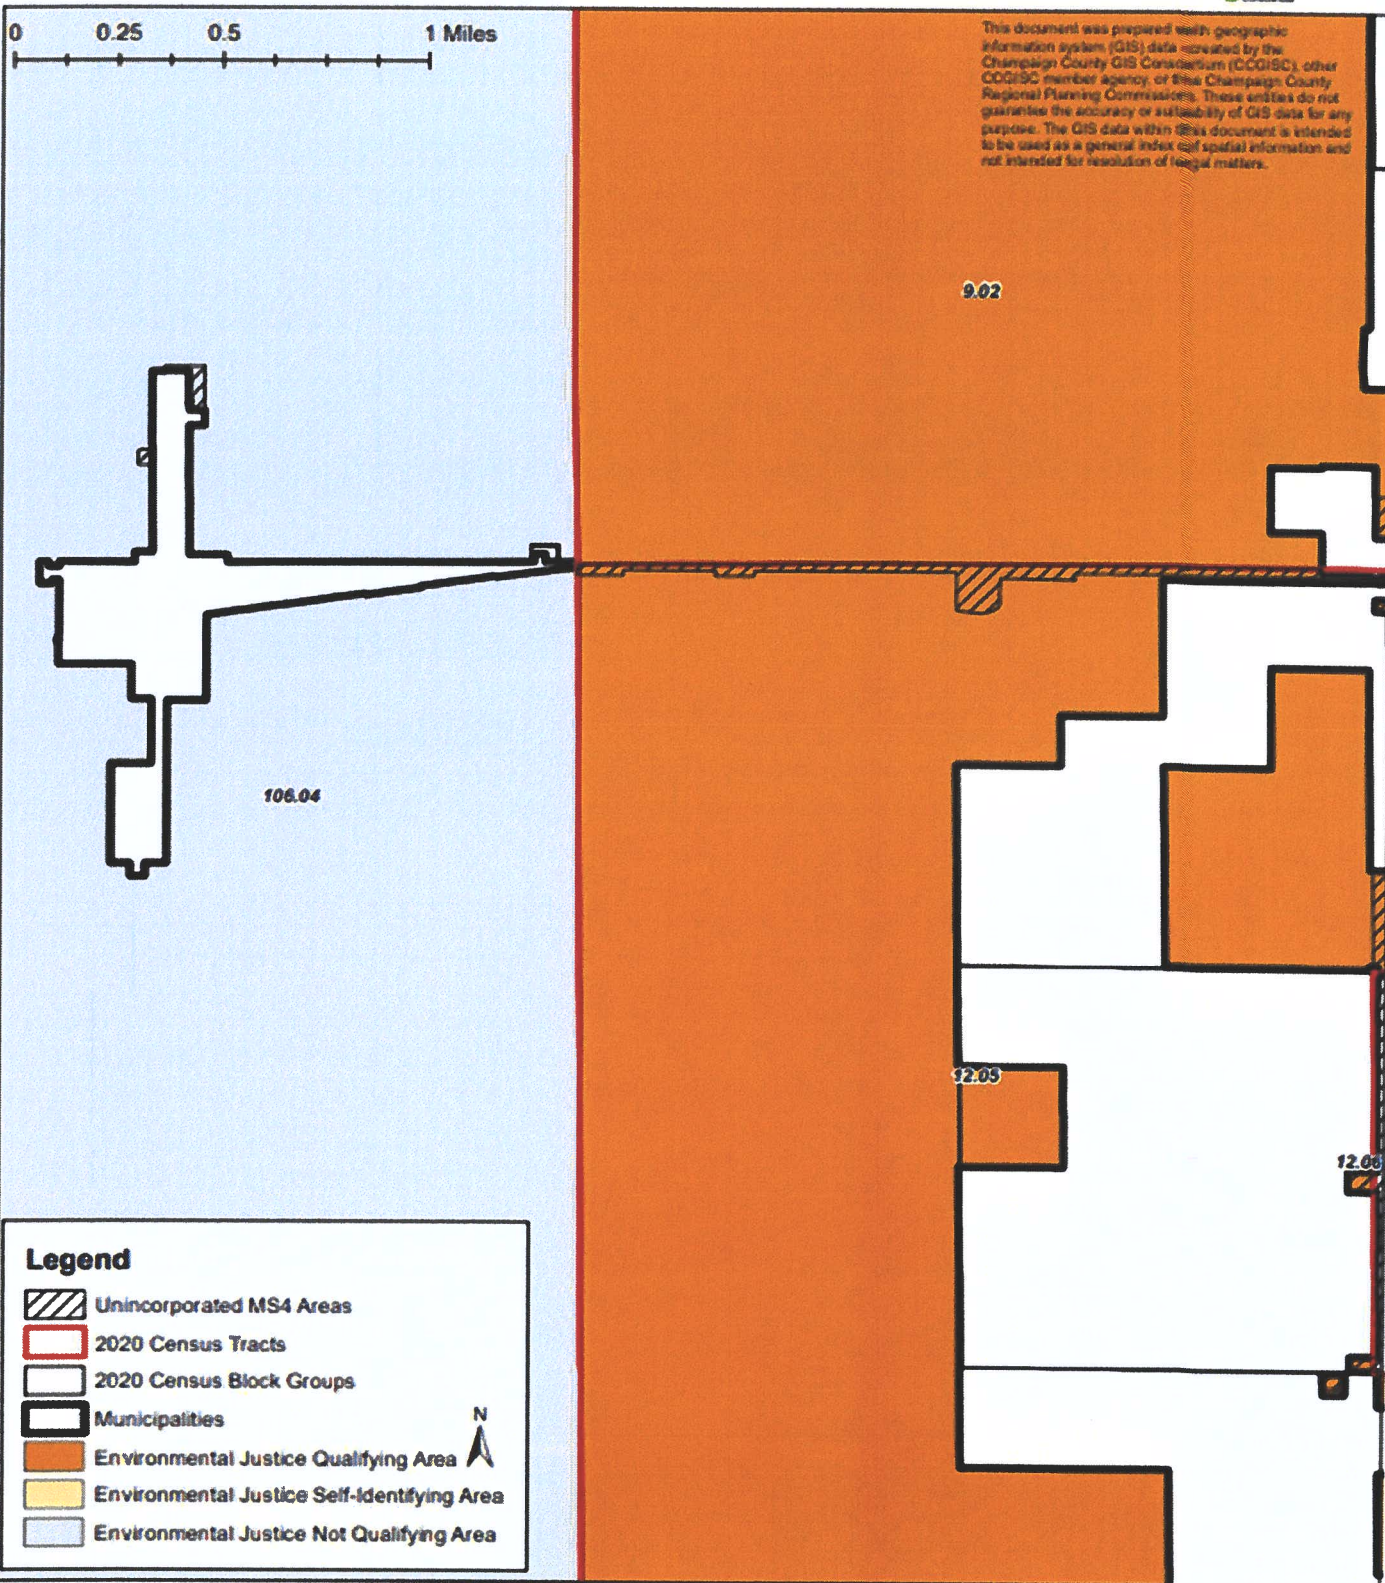 0 0.25 0.5 1 Miles
This document was prepared with geographic
information system (GIS) data created by the
Champaign County GIS Consortium (CCGISC), other
CCGISC member agency, or the Champaign County
Regional Planning Commission. These entities do not
guarantee the accuracy or suitability of GIS data for any
purpose. The GIS data within this document is intended
to be used as a general index of spatial information and
not intended for resolution of legal matters.
9.02
106.04
12.05
12.06
Legend
Unincorporated MS4 Areas
2020 Census Tracts
2020 Census Block Groups
Municipalities
N
Environmental Justice Qualifying Area
Environmental Justice Self-Identifying Area
Environmental Justice Not Qualifying Area